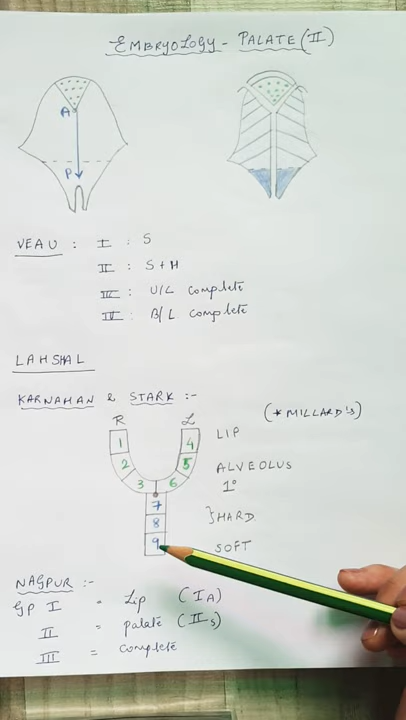 EMBRYOLOGY - PALATE (II)
A
P
VEAU : I : S
II : S + H
III : U/L complete
IV : B/L complete
LAHSHAL
KARNAHAN & STARK :-
(* MILLARD'S)
R L
1 4 LIP
2 5 ALVEOLUS
3 6 1°
7
8 } HARD
9 SOFT
NAGPUR :-
GP I = Lip (IA)
II = palate (IIS)
III = complete